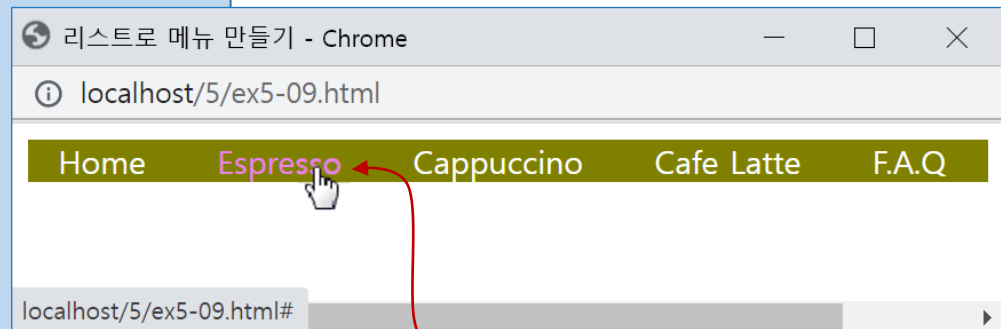 리스트로 메뉴 만들기 - Chrome
localhost/5/ex5-09.html
Home Espresso Cappuccino Cafe Latte F.A.Q
localhost/5/ex5-09.html#